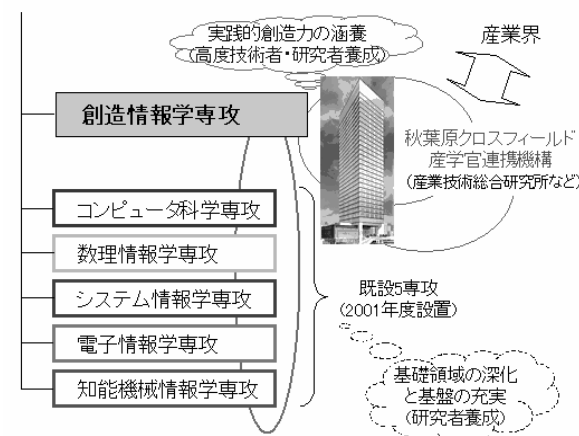 実践的創造力の涵養
(高度技術者・研究者養成)
産業界
創造情報学専攻
秋葉原クロスフィールド
産学官連携機構
(産業技術総合研究所など)
コンピュータ科学専攻
数理情報学専攻
システム情報学専攻
電子情報学専攻
知能機械情報学専攻
既設5専攻
(2001年度設置)
基礎領域の深化
と基盤の充実
(研究者養成)